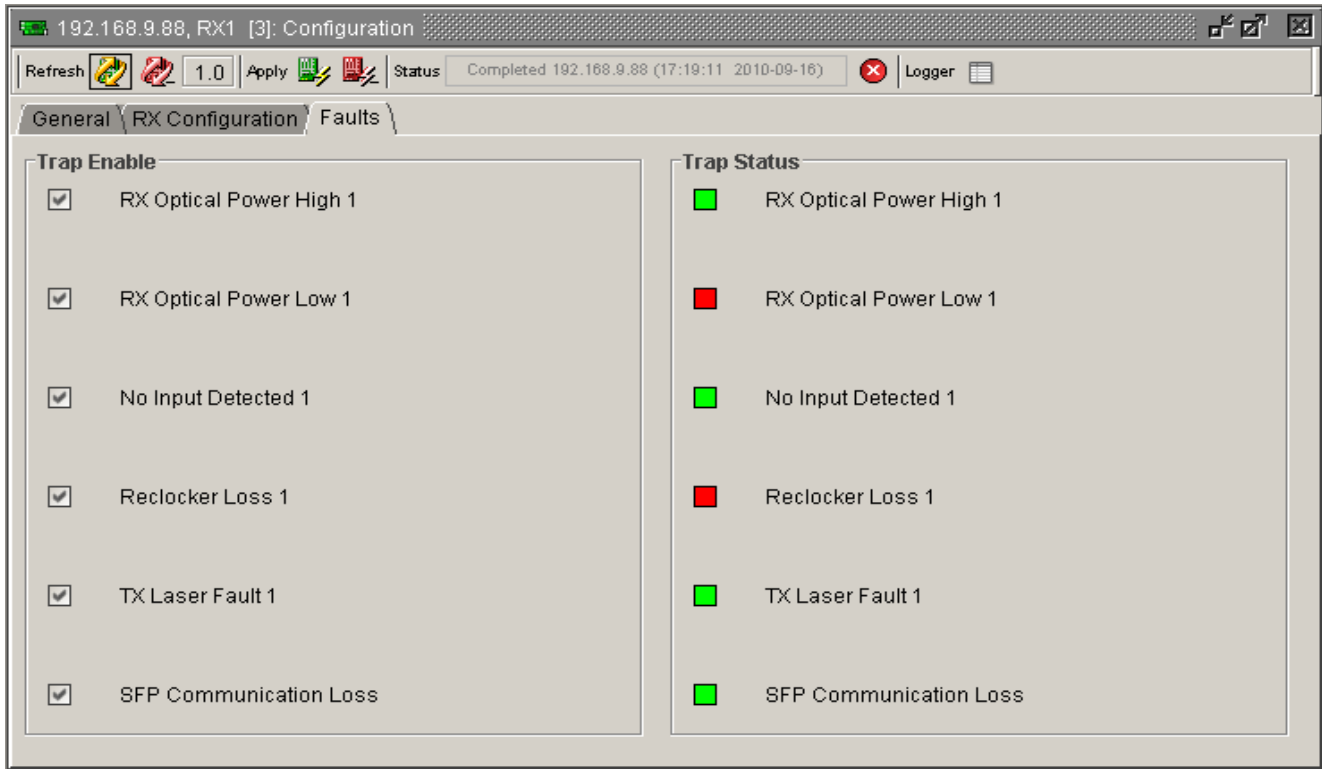 192.168.9.88, RX1 [3]: Configuration
Refresh 1.0 Apply Status Completed 192.168.9.88 (17:19:11 2010-09-16) Logger
General RX Configuration Faults
Trap Enable
RX Optical Power High 1
RX Optical Power Low 1
No Input Detected 1
Reclocker Loss 1
TX Laser Fault 1
SFP Communication Loss
Trap Status
RX Optical Power High 1
RX Optical Power Low 1
No Input Detected 1
Reclocker Loss 1
TX Laser Fault 1
SFP Communication Loss